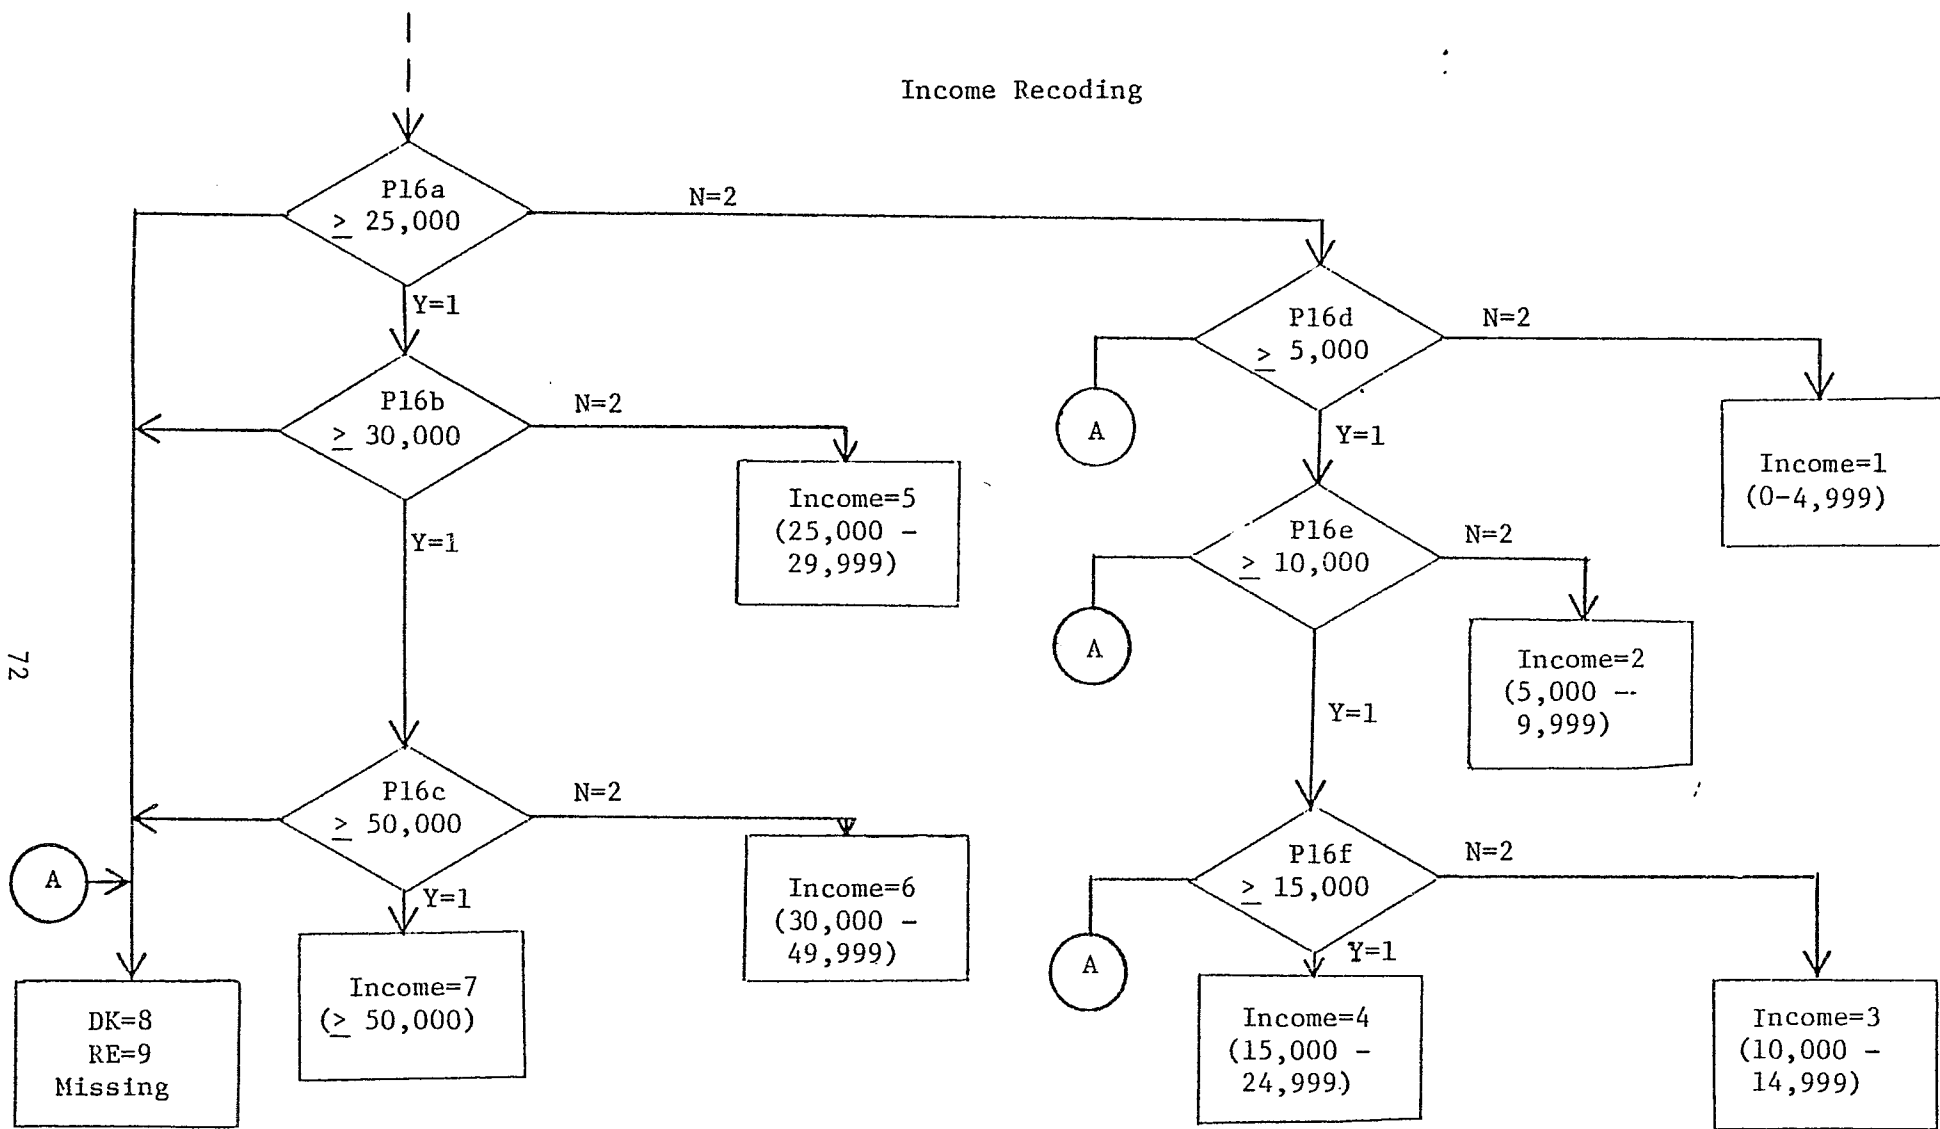 Income Recoding
P16a
≥ 25,000
N=2
Y=1
P16b
≥ 30,000
N=2
Income=5
(25,000 -
29,999)
Y=1
P16c
≥ 50,000
N=2
Income=6
(30,000 -
49,999)
Y=1
Income=7
(≥ 50,000)
A
DK=8
RE=9
Missing
P16d
≥ 5,000
N=2
Income=1
(0-4,999)
A
Y=1
P16e
≥ 10,000
N=2
Income=2
(5,000 -
9,999)
A
Y=1
P16f
≥ 15,000
N=2
Income=3
(10,000 -
14,999)
A
Y=1
Income=4
(15,000 -
24,999)
72